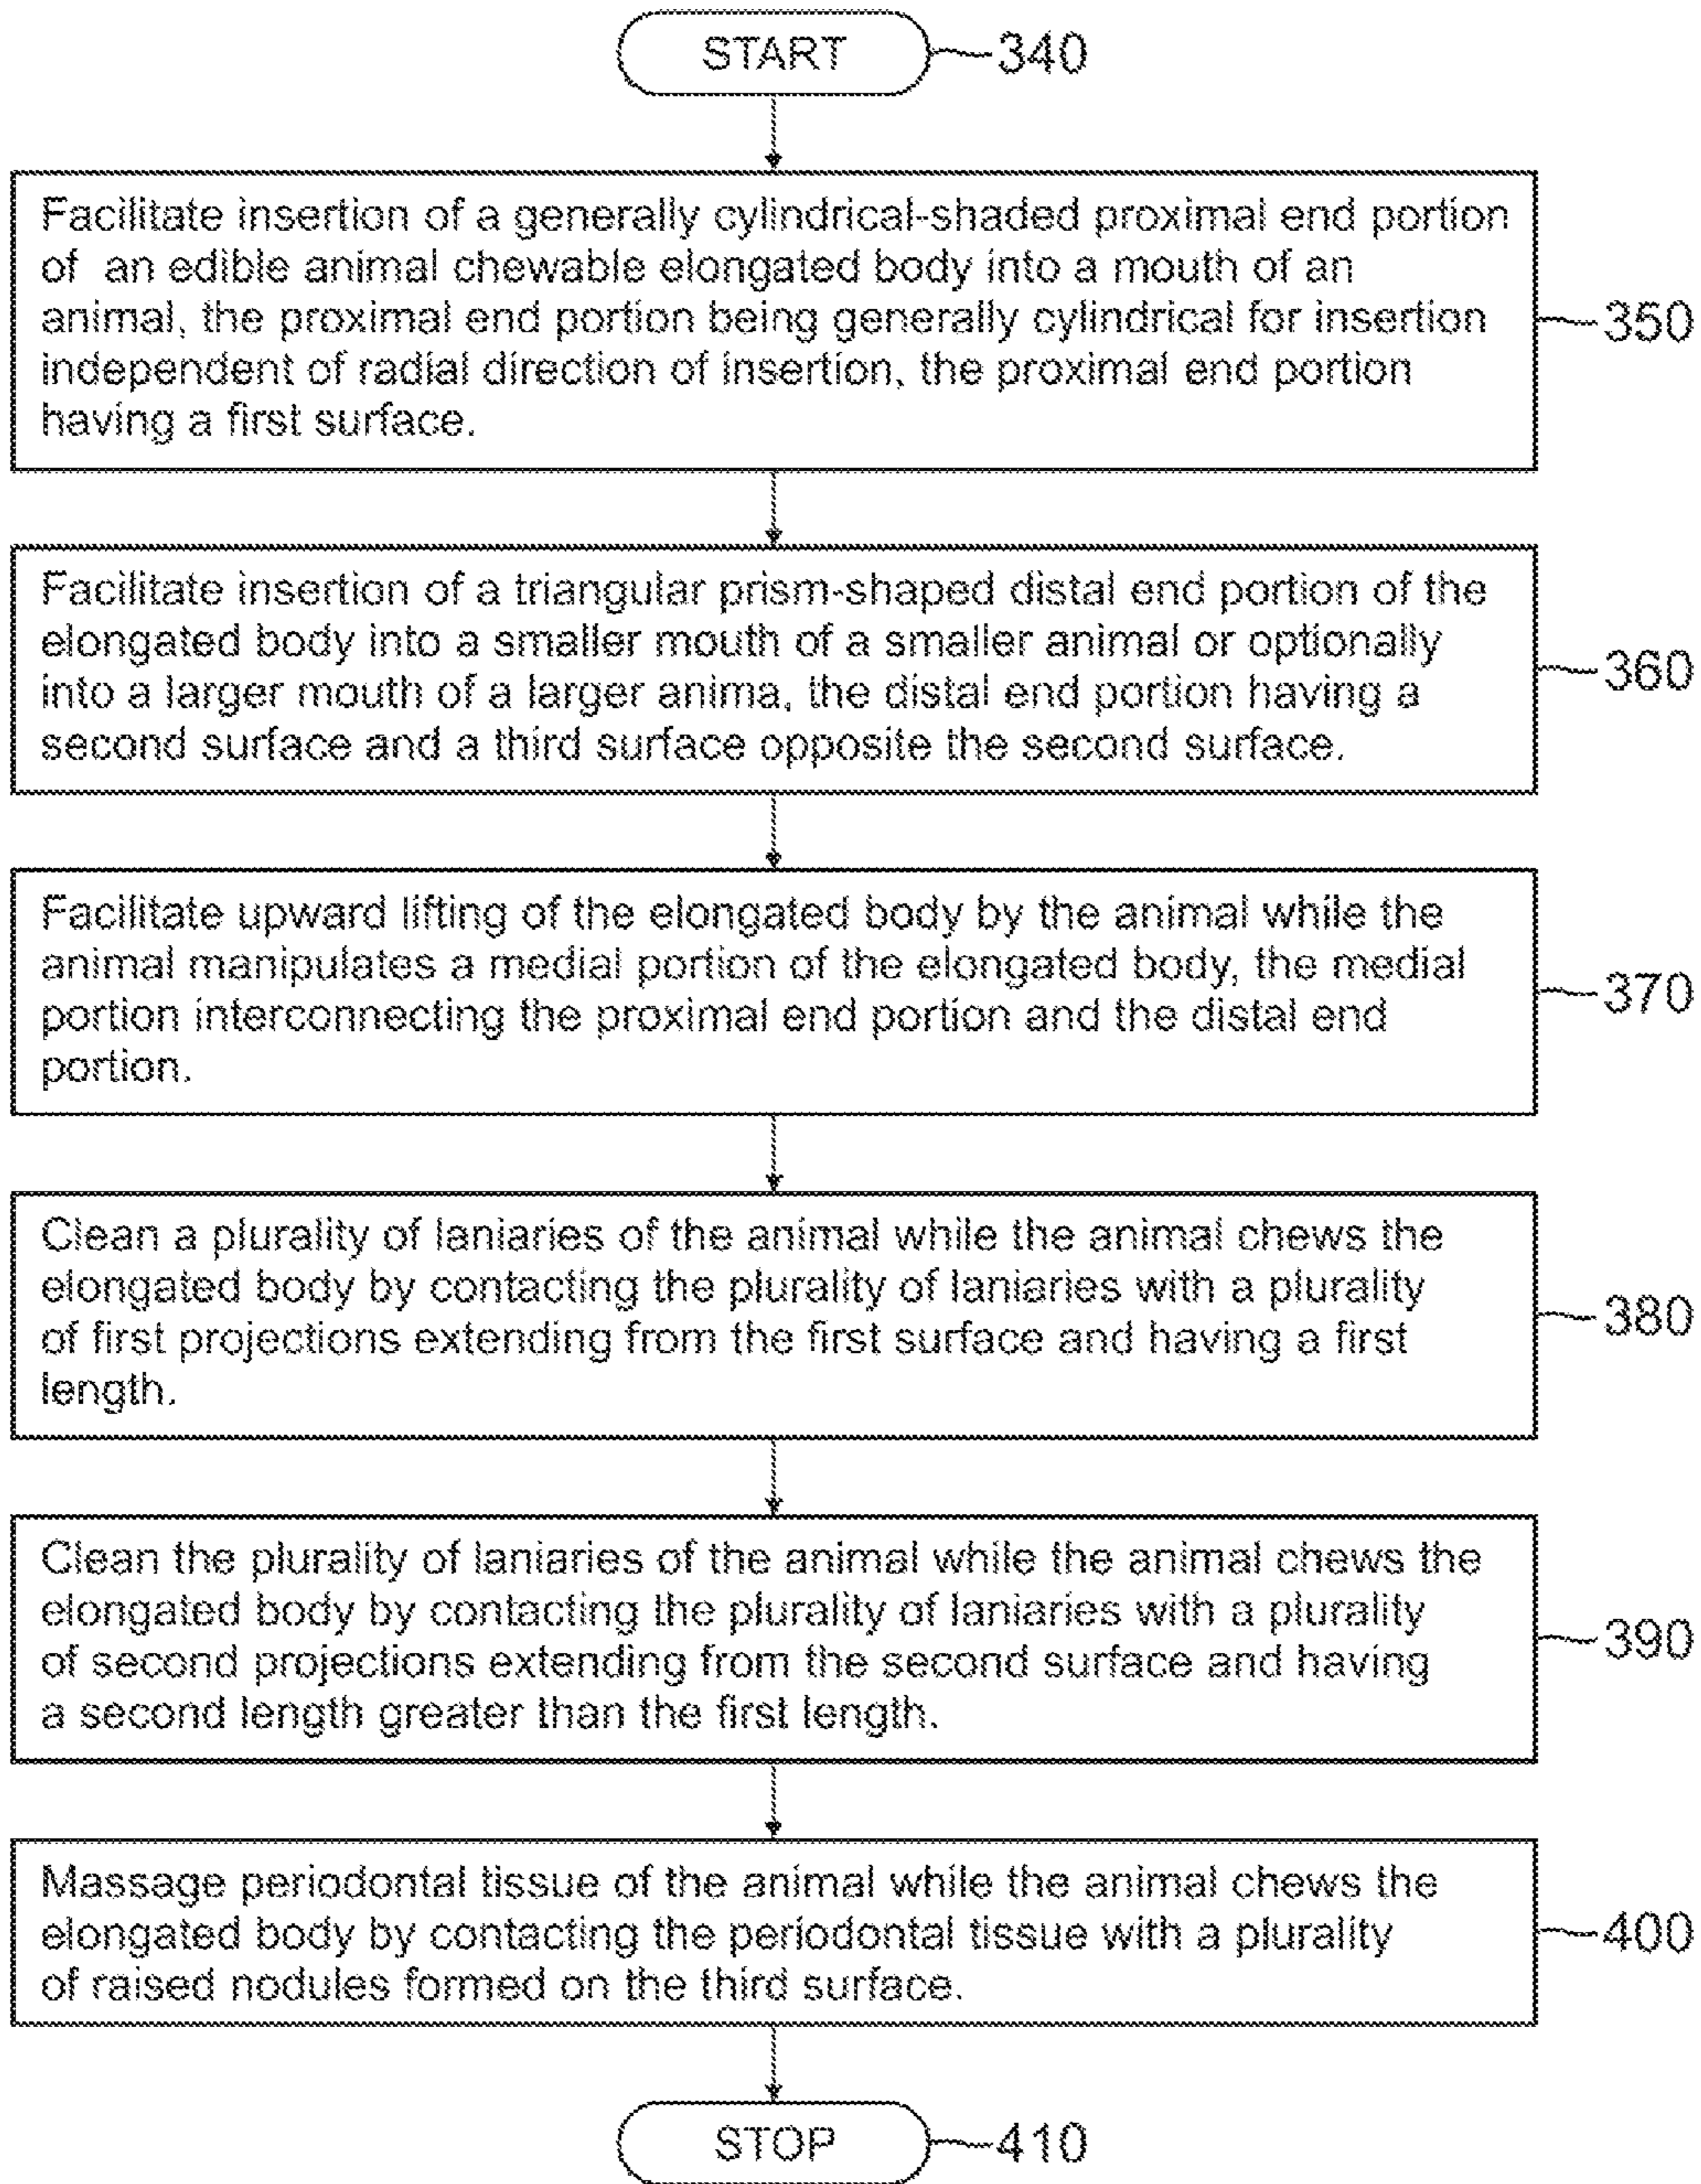 START
340
Facilitate insertion of a generally cylindrical-shaded proximal end portion
of an edible animal chewable elongated body into a mouth of an
animal, the proximal end portion being generally cylindrical for insertion
independent of radial direction of insertion, the proximal end portion
having a first surface.
350
Facilitate insertion of a triangular prism-shaped distal end portion of the
elongated body into a smaller mouth of a smaller animal or optionally
into a larger mouth of a larger anima, the distal end portion having a
second surface and a third surface opposite the second surface.
360
Facilitate upward lifting of the elongated body by the animal while the
animal manipulates a medial portion of the elongated body, the medial
portion interconnecting the proximal end portion and the distal end
portion.
370
Clean a plurality of laniaries of the animal while the animal chews the
elongated body by contacting the plurality of laniaries with a plurality
of first projections extending from the first surface and having a first
length.
380
Clean the plurality of laniaries of the animal while the animal chews the
elongated body by contacting the plurality of laniaries with a plurality
of second projections extending from the second surface and having
a second length greater than the first length.
390
Massage periodontal tissue of the animal while the animal chews the
elongated body by contacting the periodontal tissue with a plurality
of raised nodules formed on the third surface.
400
STOP
410